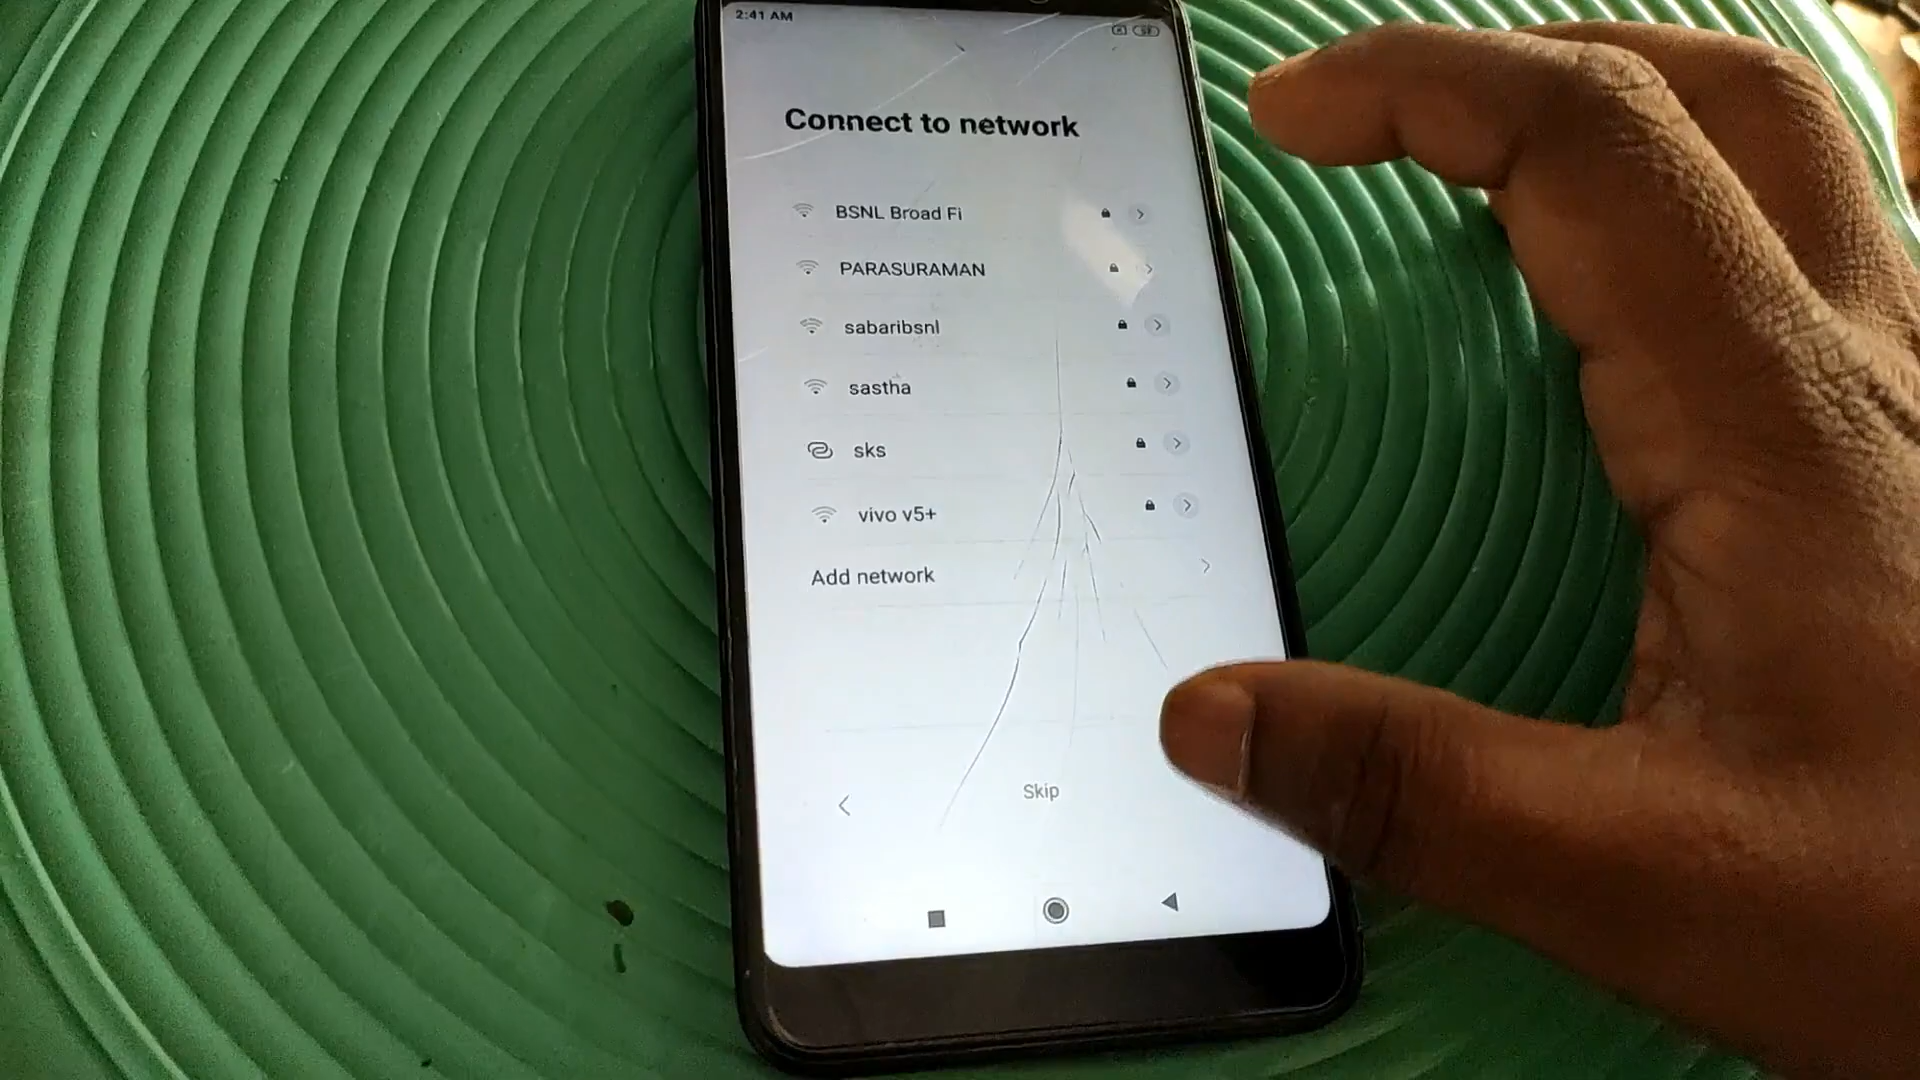 2:41 AM
Connect to network
BSNL Broad Fi
PARASURAMAN
sabaribsnl
sastha
sks
vivo v5+
Add network
Skip